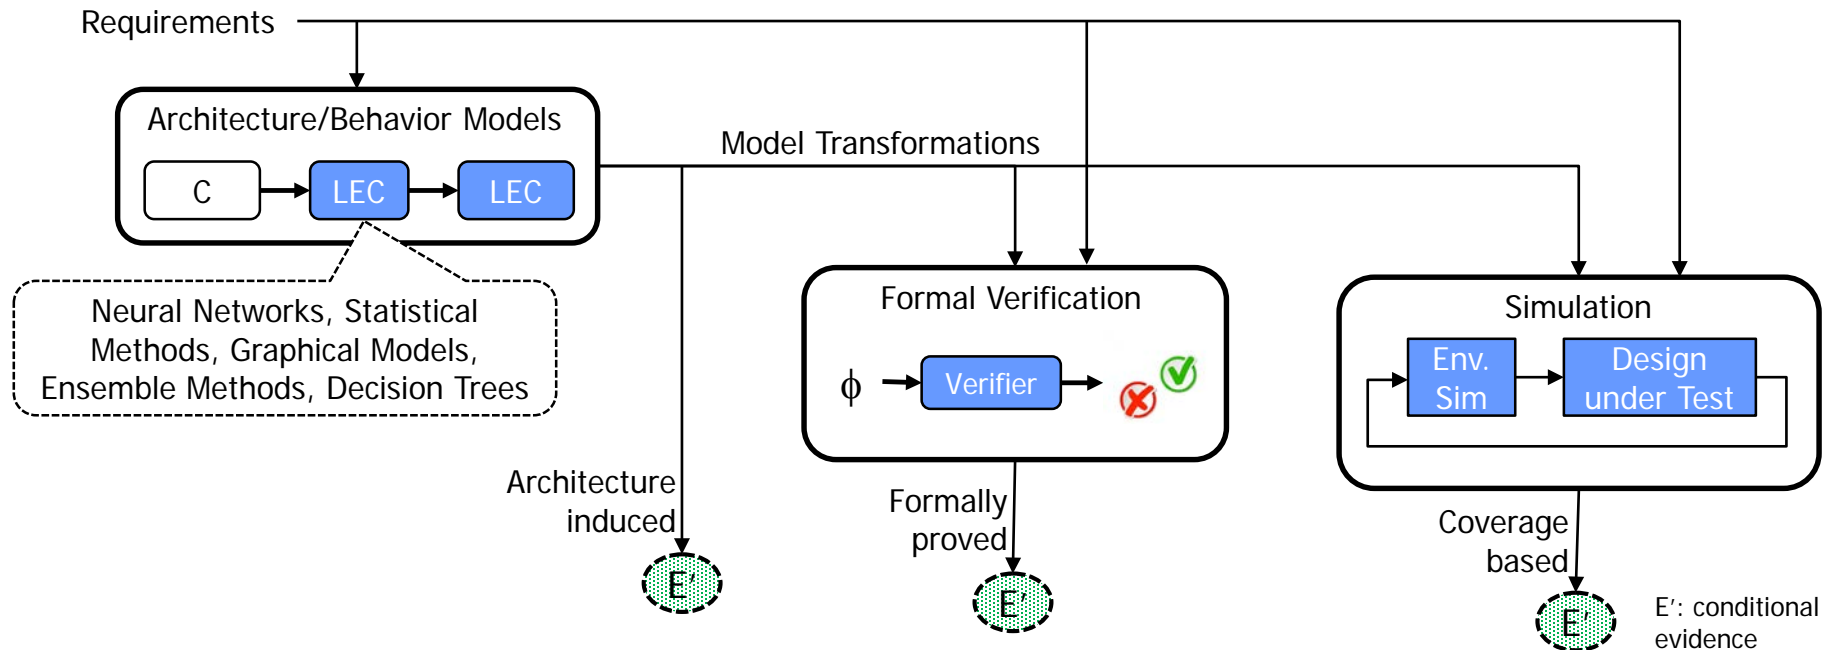 Requirements
Architecture/Behavior Models
C
LEC
LEC
Model Transformations
Neural Networks, Statistical
Methods, Graphical Models,
Ensemble Methods, Decision Trees
Formal Verification
ϕ
Verifier
Simulation
Env.
Sim
Design
under Test
Architecture
induced
E′
Formally
proved
E′
Coverage
based
E′
E′: conditional
evidence